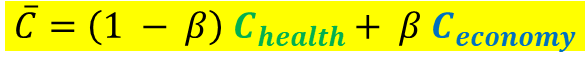 C̄ = (1 − β) C_health + β C_economy